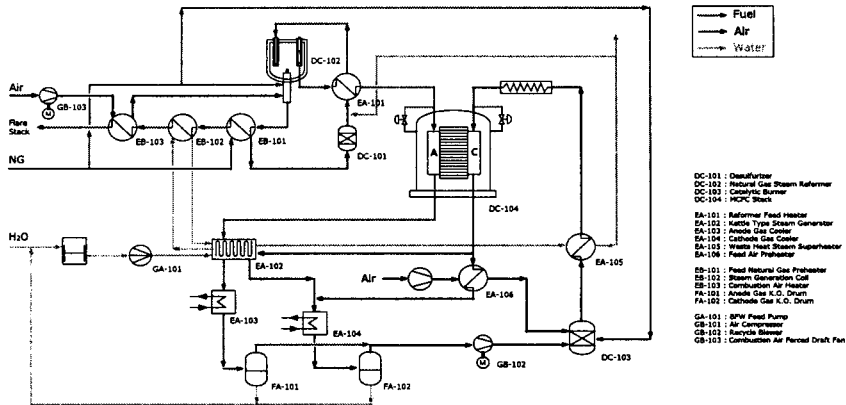 Fuel
Air
Water
DC-102
Air
GB-103
M
EA-101
Flare
Stack
EB-103
EB-102
EB-101
DC-101
NG
A
C
DC-104
H2O
GA-101
EA-102
EA-105
Air
EA-106
EA-103
EA-104
GB-102
M
DC-103
FA-101
FA-102
DC-101 : Desulfurizer
DC-102 : Natural Gas Steam Reformer
DC-103 : Catalytic Burner
DC-104 : MCFC Stack
EA-101 : Reformer Feed Heater
EA-102 : Kettle Type Steam Generator
EA-103 : Anode Gas Cooler
EA-104 : Cathode Gas Cooler
EA-105 : Waste Heat Steam Superheater
EA-106 : Feed Air Preheater
EB-101 : Feed Natural Gas Preheater
EB-102 : Steam Generation Coil
EB-103 : Combustion Air Heater
FA-101 : Anode Gas K.O. Drum
FA-102 : Cathode Gas K.O. Drum
GA-101 : BFW Feed Pump
GB-101 : Air Compressor
GB-102 : Recycle Blower
GB-103 : Combustion Air Forced Draft Fan